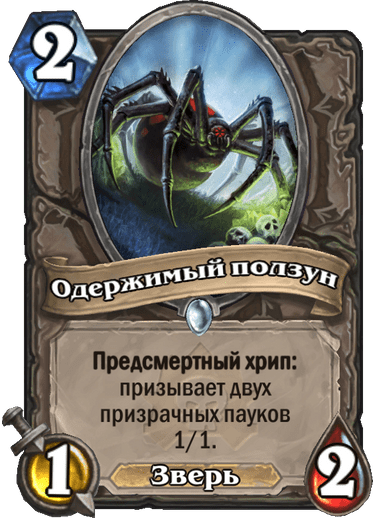 2
Одержимый ползун
Предсмертный хрип:
призывает двух
призрачных пауков
1/1.
1
Зверь
2